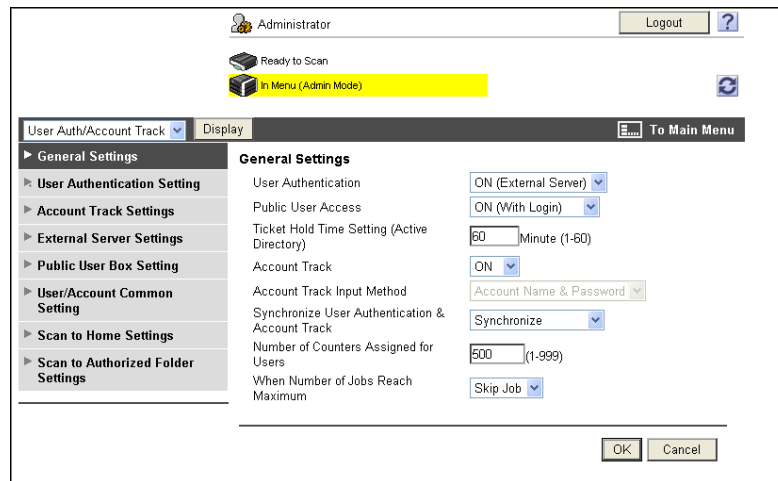 Administrator
Logout
?
Ready to Scan
In Menu (Admin Mode)
User Auth/Account Track
Display
To Main Menu
General Settings
User Authentication Setting
Account Track Settings
External Server Settings
Public User Box Setting
User/Account Common
Setting
Scan to Home Settings
Scan to Authorized Folder
Settings
General Settings
User Authentication
ON (External Server)
Public User Access
ON (With Login)
Ticket Hold Time Setting (Active
Directory)
60 Minute (1-60)
Account Track
ON
Account Track Input Method
Account Name & Password
Synchronize User Authentication &
Account Track
Synchronize
Number of Counters Assigned for
Users
500 (1-999)
When Number of Jobs Reach
Maximum
Skip Job
OK
Cancel